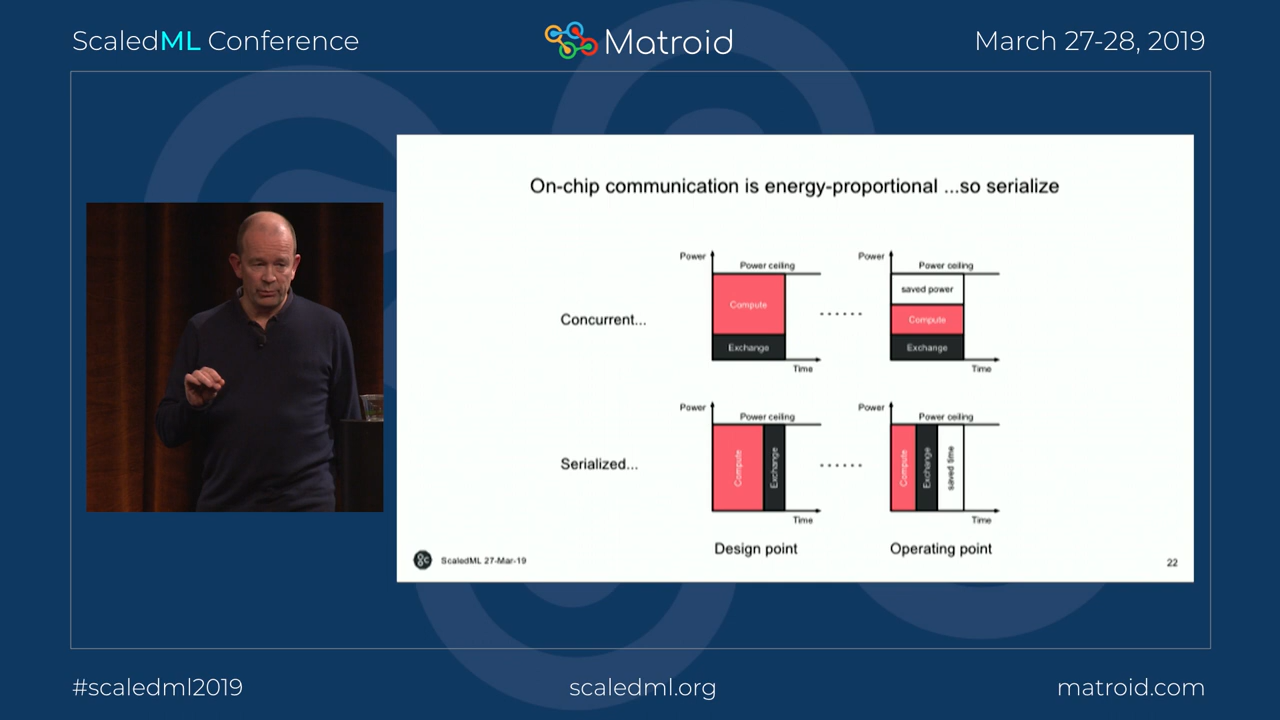 ScaledML Conference
Matroid
March 27-28, 2019
On-chip communication is energy-proportional ...so serialize
Concurrent...
Power
Power ceiling
Compute
Exchange
Time
Power
Power ceiling
saved power
Compute
Exchange
Time
Serialized...
Power
Power ceiling
Compute
Exchange
Time
Power
Power ceiling
Compute
Exchange
saved time
Time
Design point
Operating point
ScaledML 27-Mar-19
22
#scaledml2019
scaledml.org
matroid.com